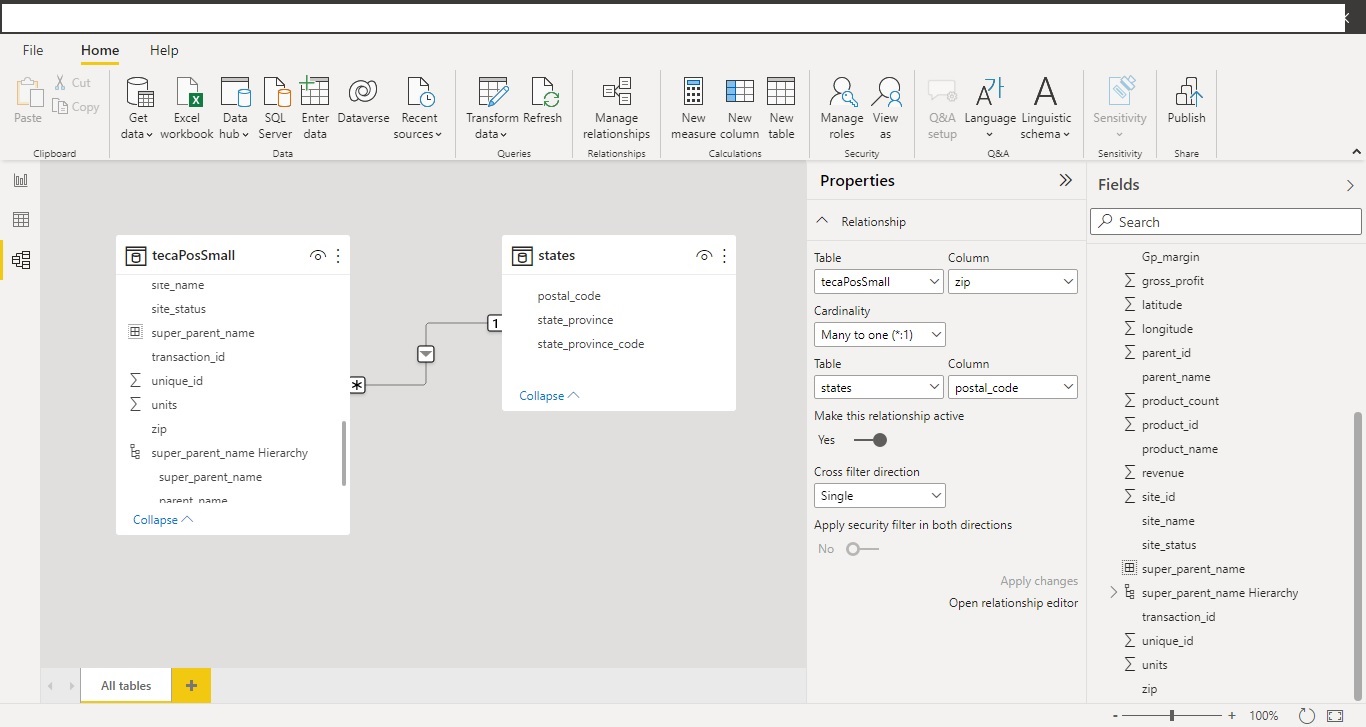 File Home Help
Paste Cut Copy
Get data Excel workbook Data hub SQL Server Enter data Dataverse Recent sources Transform data Refresh Manage relationships New measure New column New table Manage roles View as Q&A setup Language Linguistic schema Sensitivity Publish
Clipboard Data Queries Relationships Calculations Security Q&A Sensitivity Share
tecaPosSmall
site_name
site_status
super_parent_name
transaction_id
unique_id
units
zip
super_parent_name Hierarchy
super_parent_name
parent_name
Collapse
*
1
states
postal_code
state_province
state_province_code
Collapse
Properties
Relationship
Table Column
tecaPosSmall zip
Cardinality
Many to one (*:1)
Table Column
states postal_code
Make this relationship active
Yes
Cross filter direction
Single
Apply security filter in both directions
No
Apply changes
Open relationship editor
Fields
Search
Gp_margin
gross_profit
latitude
longitude
parent_id
parent_name
product_count
product_id
product_name
revenue
site_id
site_name
site_status
super_parent_name
super_parent_name Hierarchy
transaction_id
unique_id
units
zip
All tables +
- + 100%